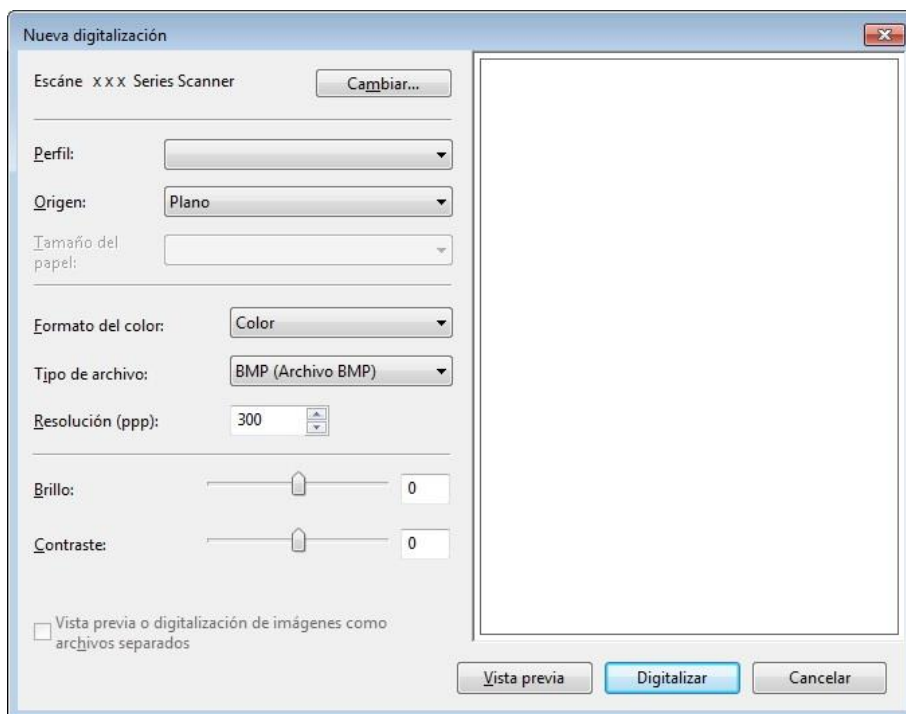 Nueva digitalización
Escáne x x x Series Scanner
Cambiar...
Perfil:
Origen:
Plano
Tamaño del
papel:
Formato del color:
Color
Tipo de archivo:
BMP (Archivo BMP)
Resolución (ppp):
300
Brillo:
0
Contraste:
0
Vista previa o digitalización de imágenes como
archivos separados
Vista previa
Digitalizar
Cancelar